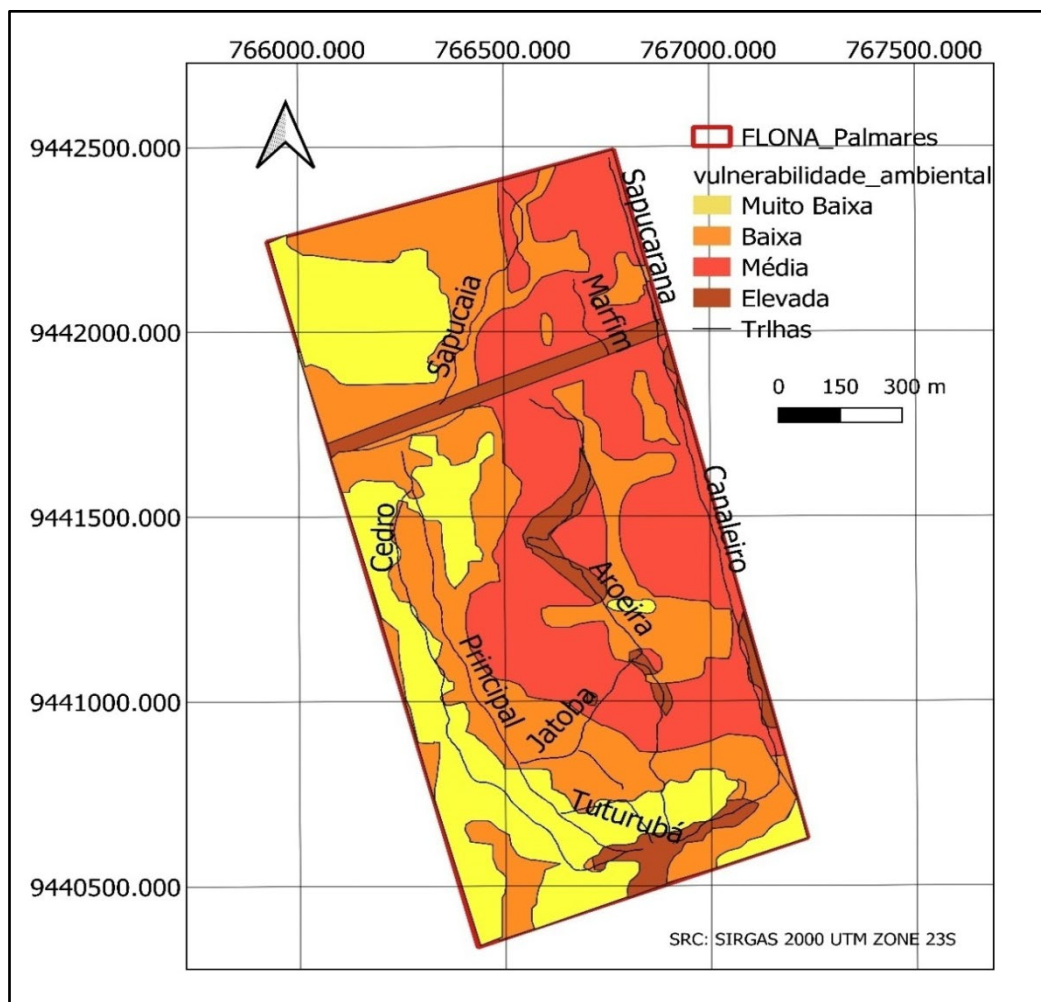 766000.000 766500.000 767000.000 767500.000
9442500.000
FLONA_Palmares
vulnerabilidade_ambiental
Muito Baixa
Baixa
Média
Elevada
Trlhas
0 150 300 m
Sapucarana
Sapucaia
Marfim
9442000.000
Canaleiro
9441500.000
Cedro
Aroeira
Principal
9441000.000
Jatoba
Tuturubá
9440500.000
SRC: SIRGAS 2000 UTM ZONE 23S